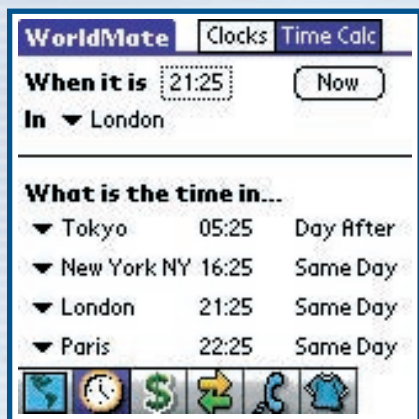 WorldMate Clocks Time Calc
When it is 21:25 Now
In London
What is the time in...
Tokyo 05:25 Day After
New York NY 16:25 Same Day
London 21:25 Same Day
Paris 22:25 Same Day